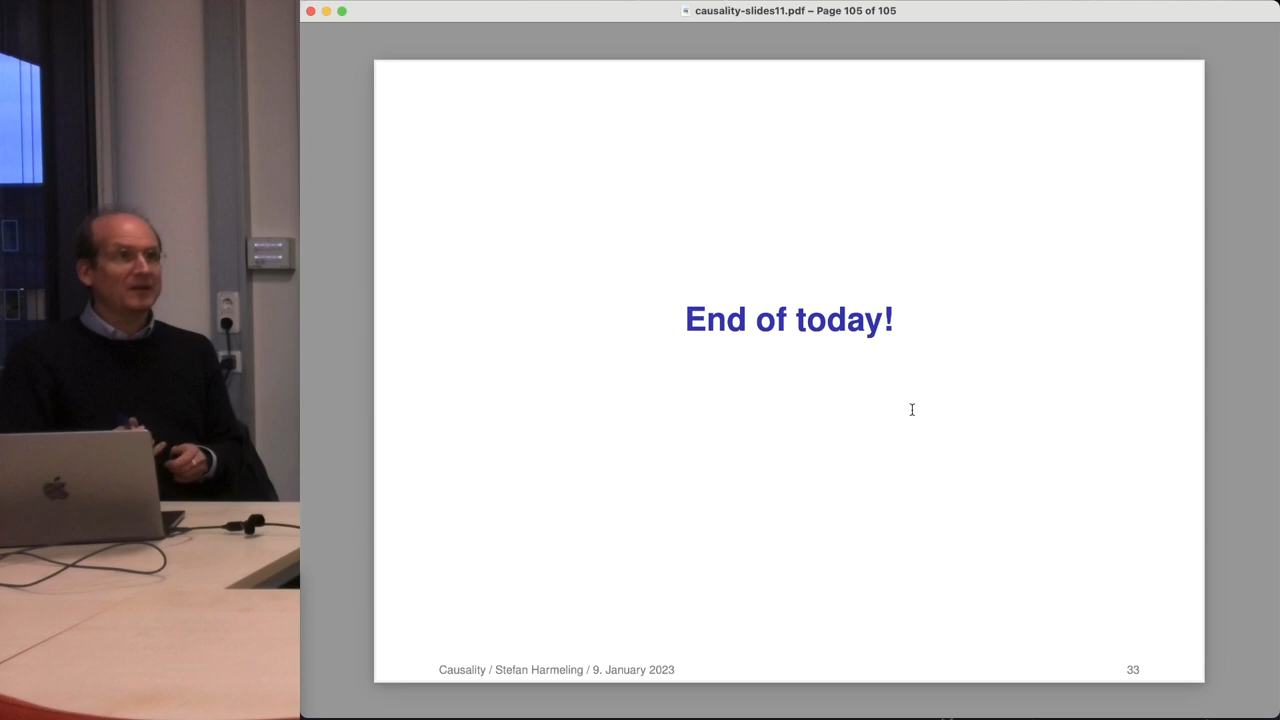 causality-slides11.pdf – Page 105 of 105
End of today!
Causality / Stefan Harmeling / 9. January 2023
33